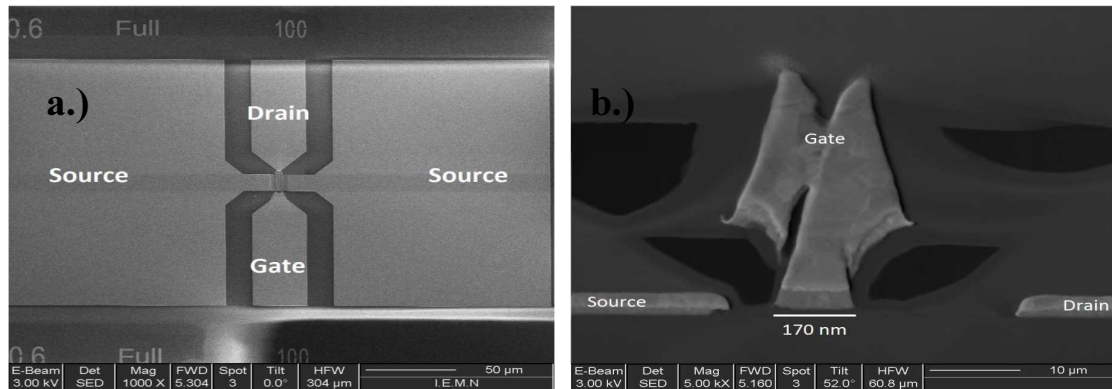 0.6 Full 100
a.)
Drain
Source
Source
Gate
0.6 Full 100
E-Beam Det Mag FWD Spot Tilt HFW 50 µm
3.00 kV SED 1000 X 5.304 3 0.0° 304 µm I.E.M.N
b.)
Gate
Source
Drain
170 nm
E-Beam Det Mag FWD Spot Tilt HFW 10 µm
3.00 kV SED 5.00 kX 5.160 3 52.0° 60.8 µm